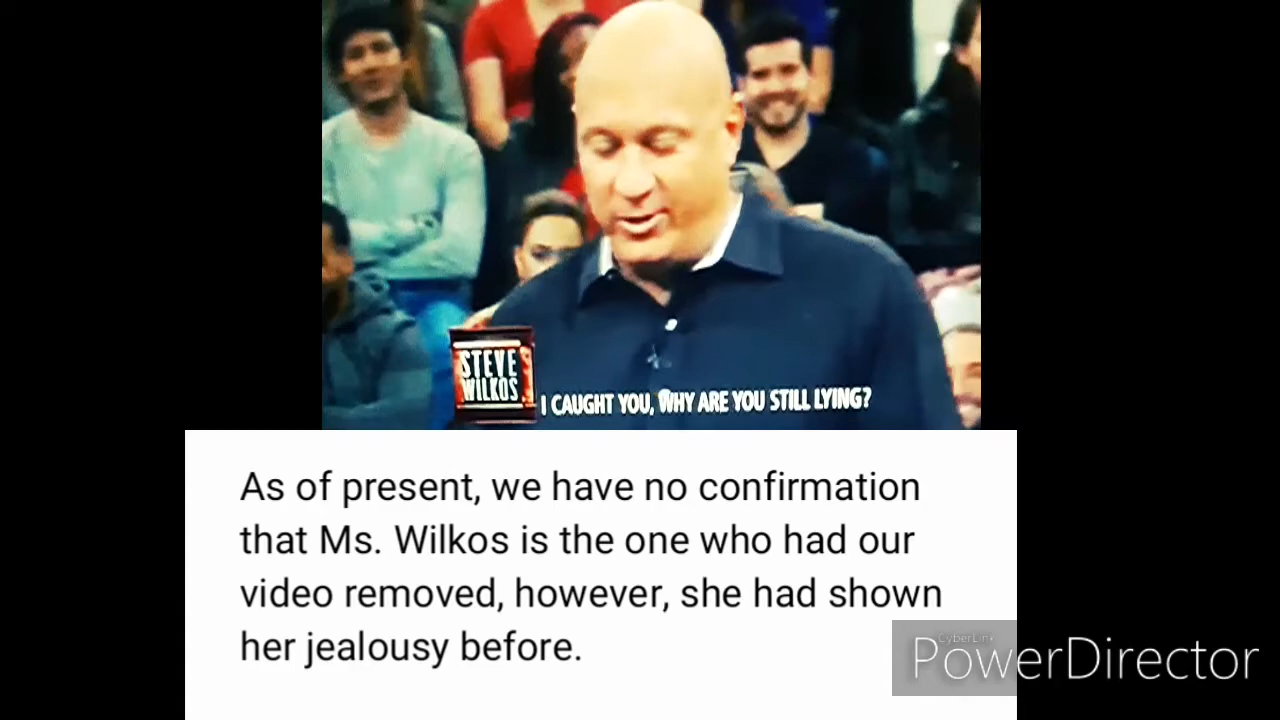 STEVE
WILKOS
I CAUGHT YOU, WHY ARE YOU STILL LYING?
As of present, we have no confirmation
that Ms. Wilkos is the one who had our
video removed, however, she had shown
her jealousy before.
CyberLink
PowerDirector